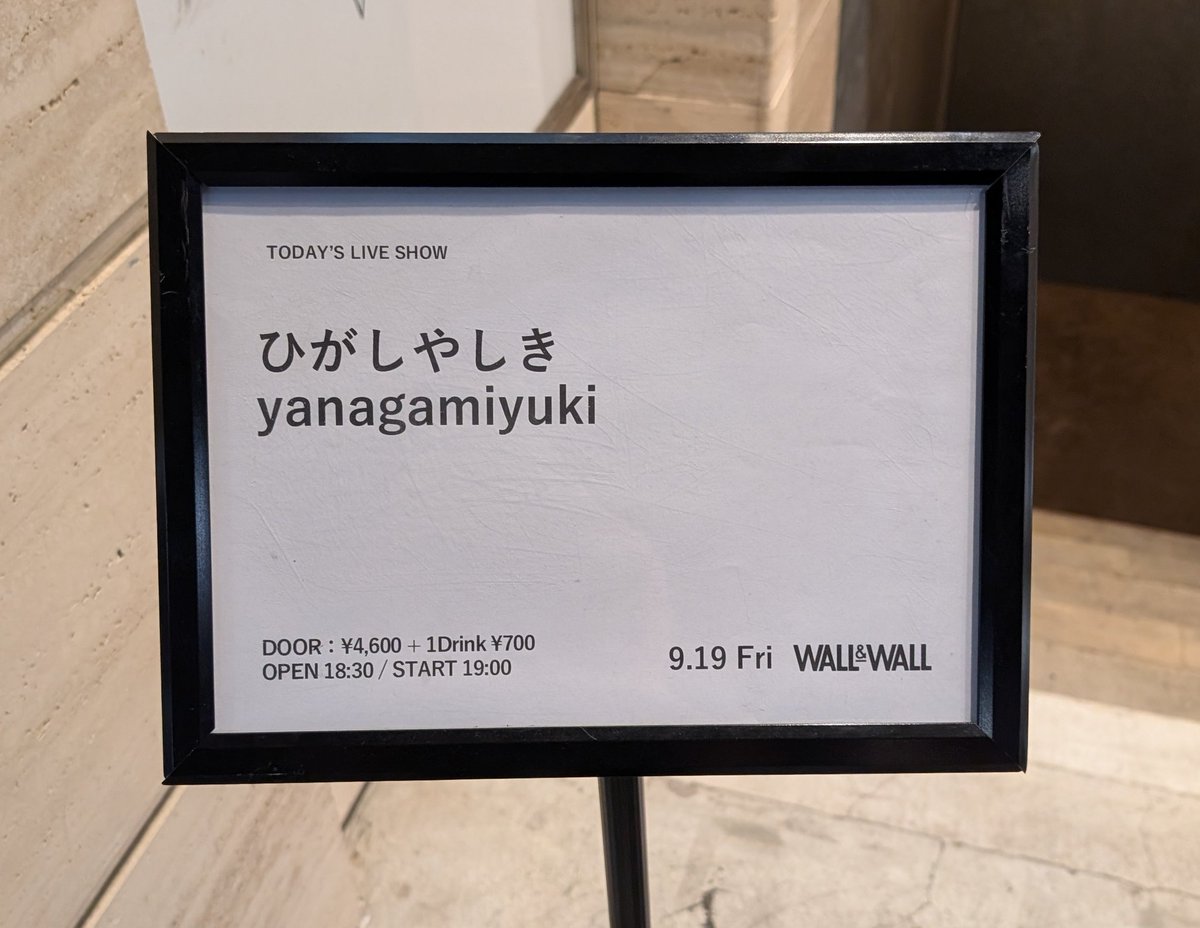 TODAY'S LIVE SHOW
ひがしやしき
yanagamiyuki
DOOR：¥4,600 + 1Drink ¥700
OPEN 18:30 / START 19:00
9.19 Fri WALL&WALL